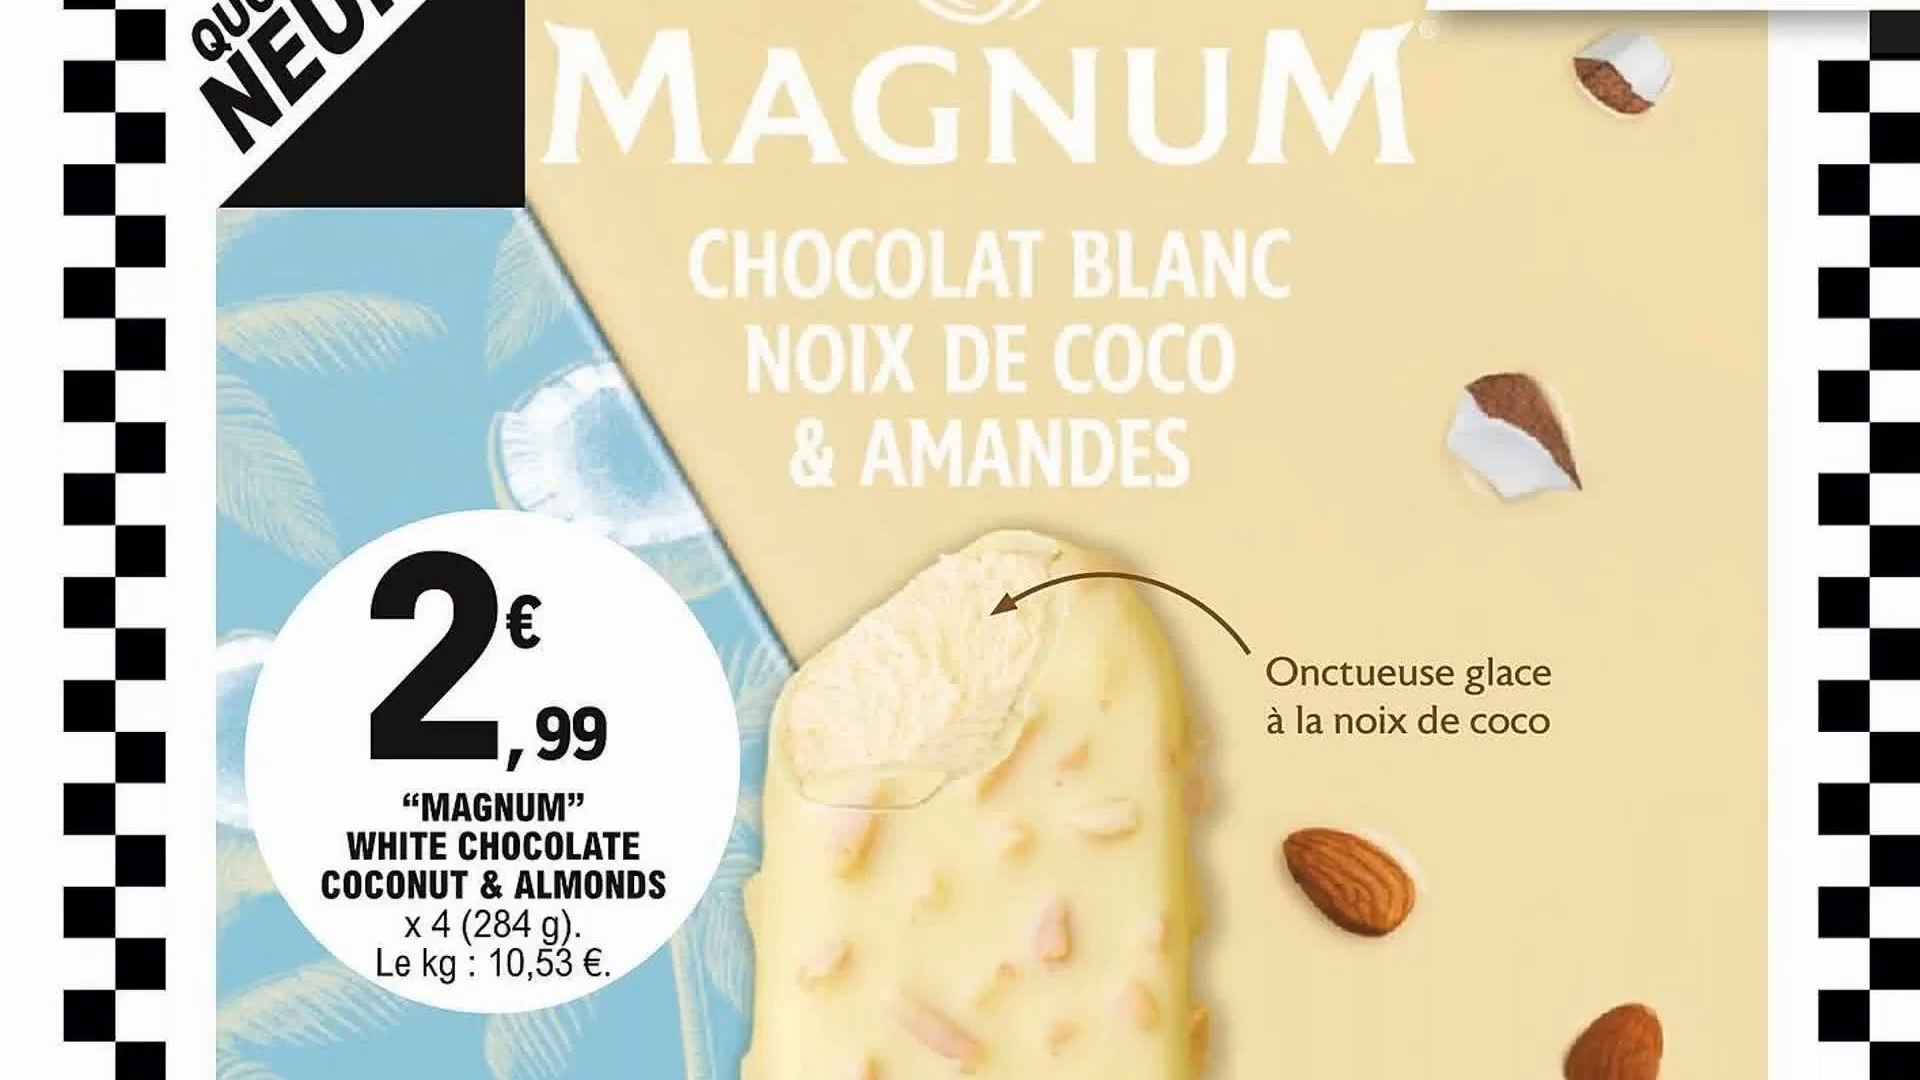 NEUF
MAGNUM®
CHOCOLAT BLANC
NOIX DE COCO
& AMANDES
2€,99
“MAGNUM”
WHITE CHOCOLATE
COCONUT & ALMONDS
x 4 (284 g).
Le kg : 10,53 €.
Onctueuse glace
à la noix de coco